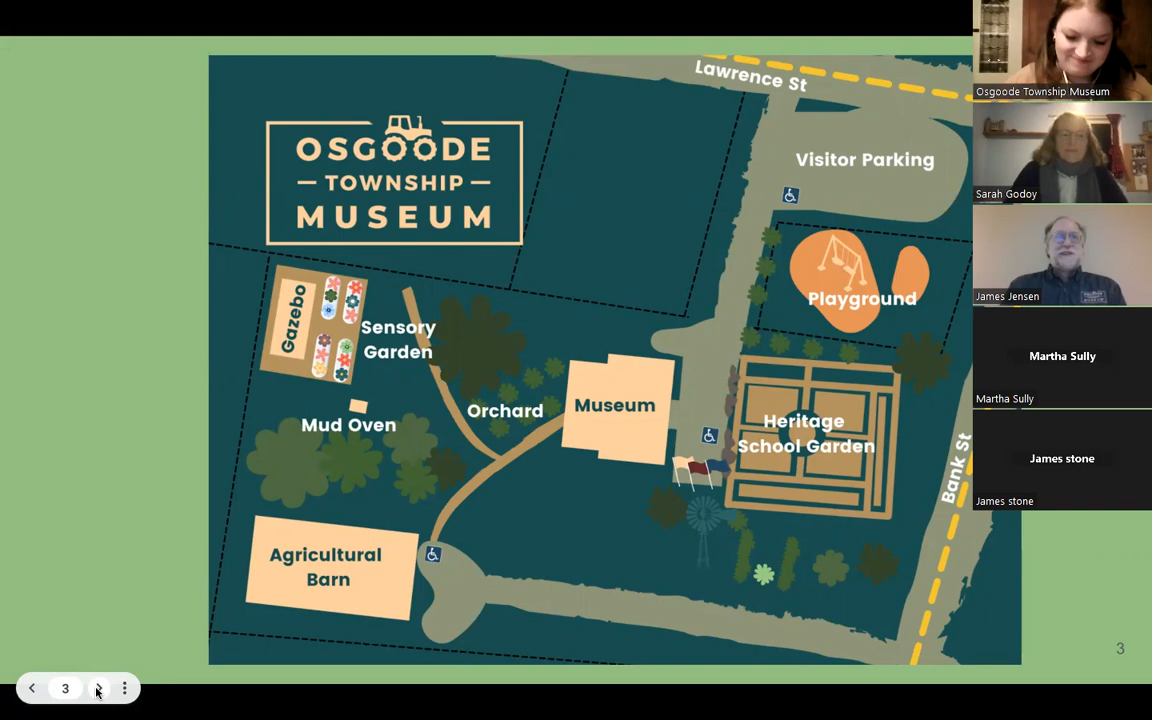 Lawrence St
OSGOODE
TOWNSHIP
MUSEUM
Visitor Parking
Playground
Gazebo
Sensory
Garden
Mud Oven
Orchard
Museum
Heritage
School Garden
Bank St
Agricultural
Barn
3
3
Osgoode Township Museum
Sarah Godoy
James Jensen
Martha Sully
Martha Sully
James stone
James stone